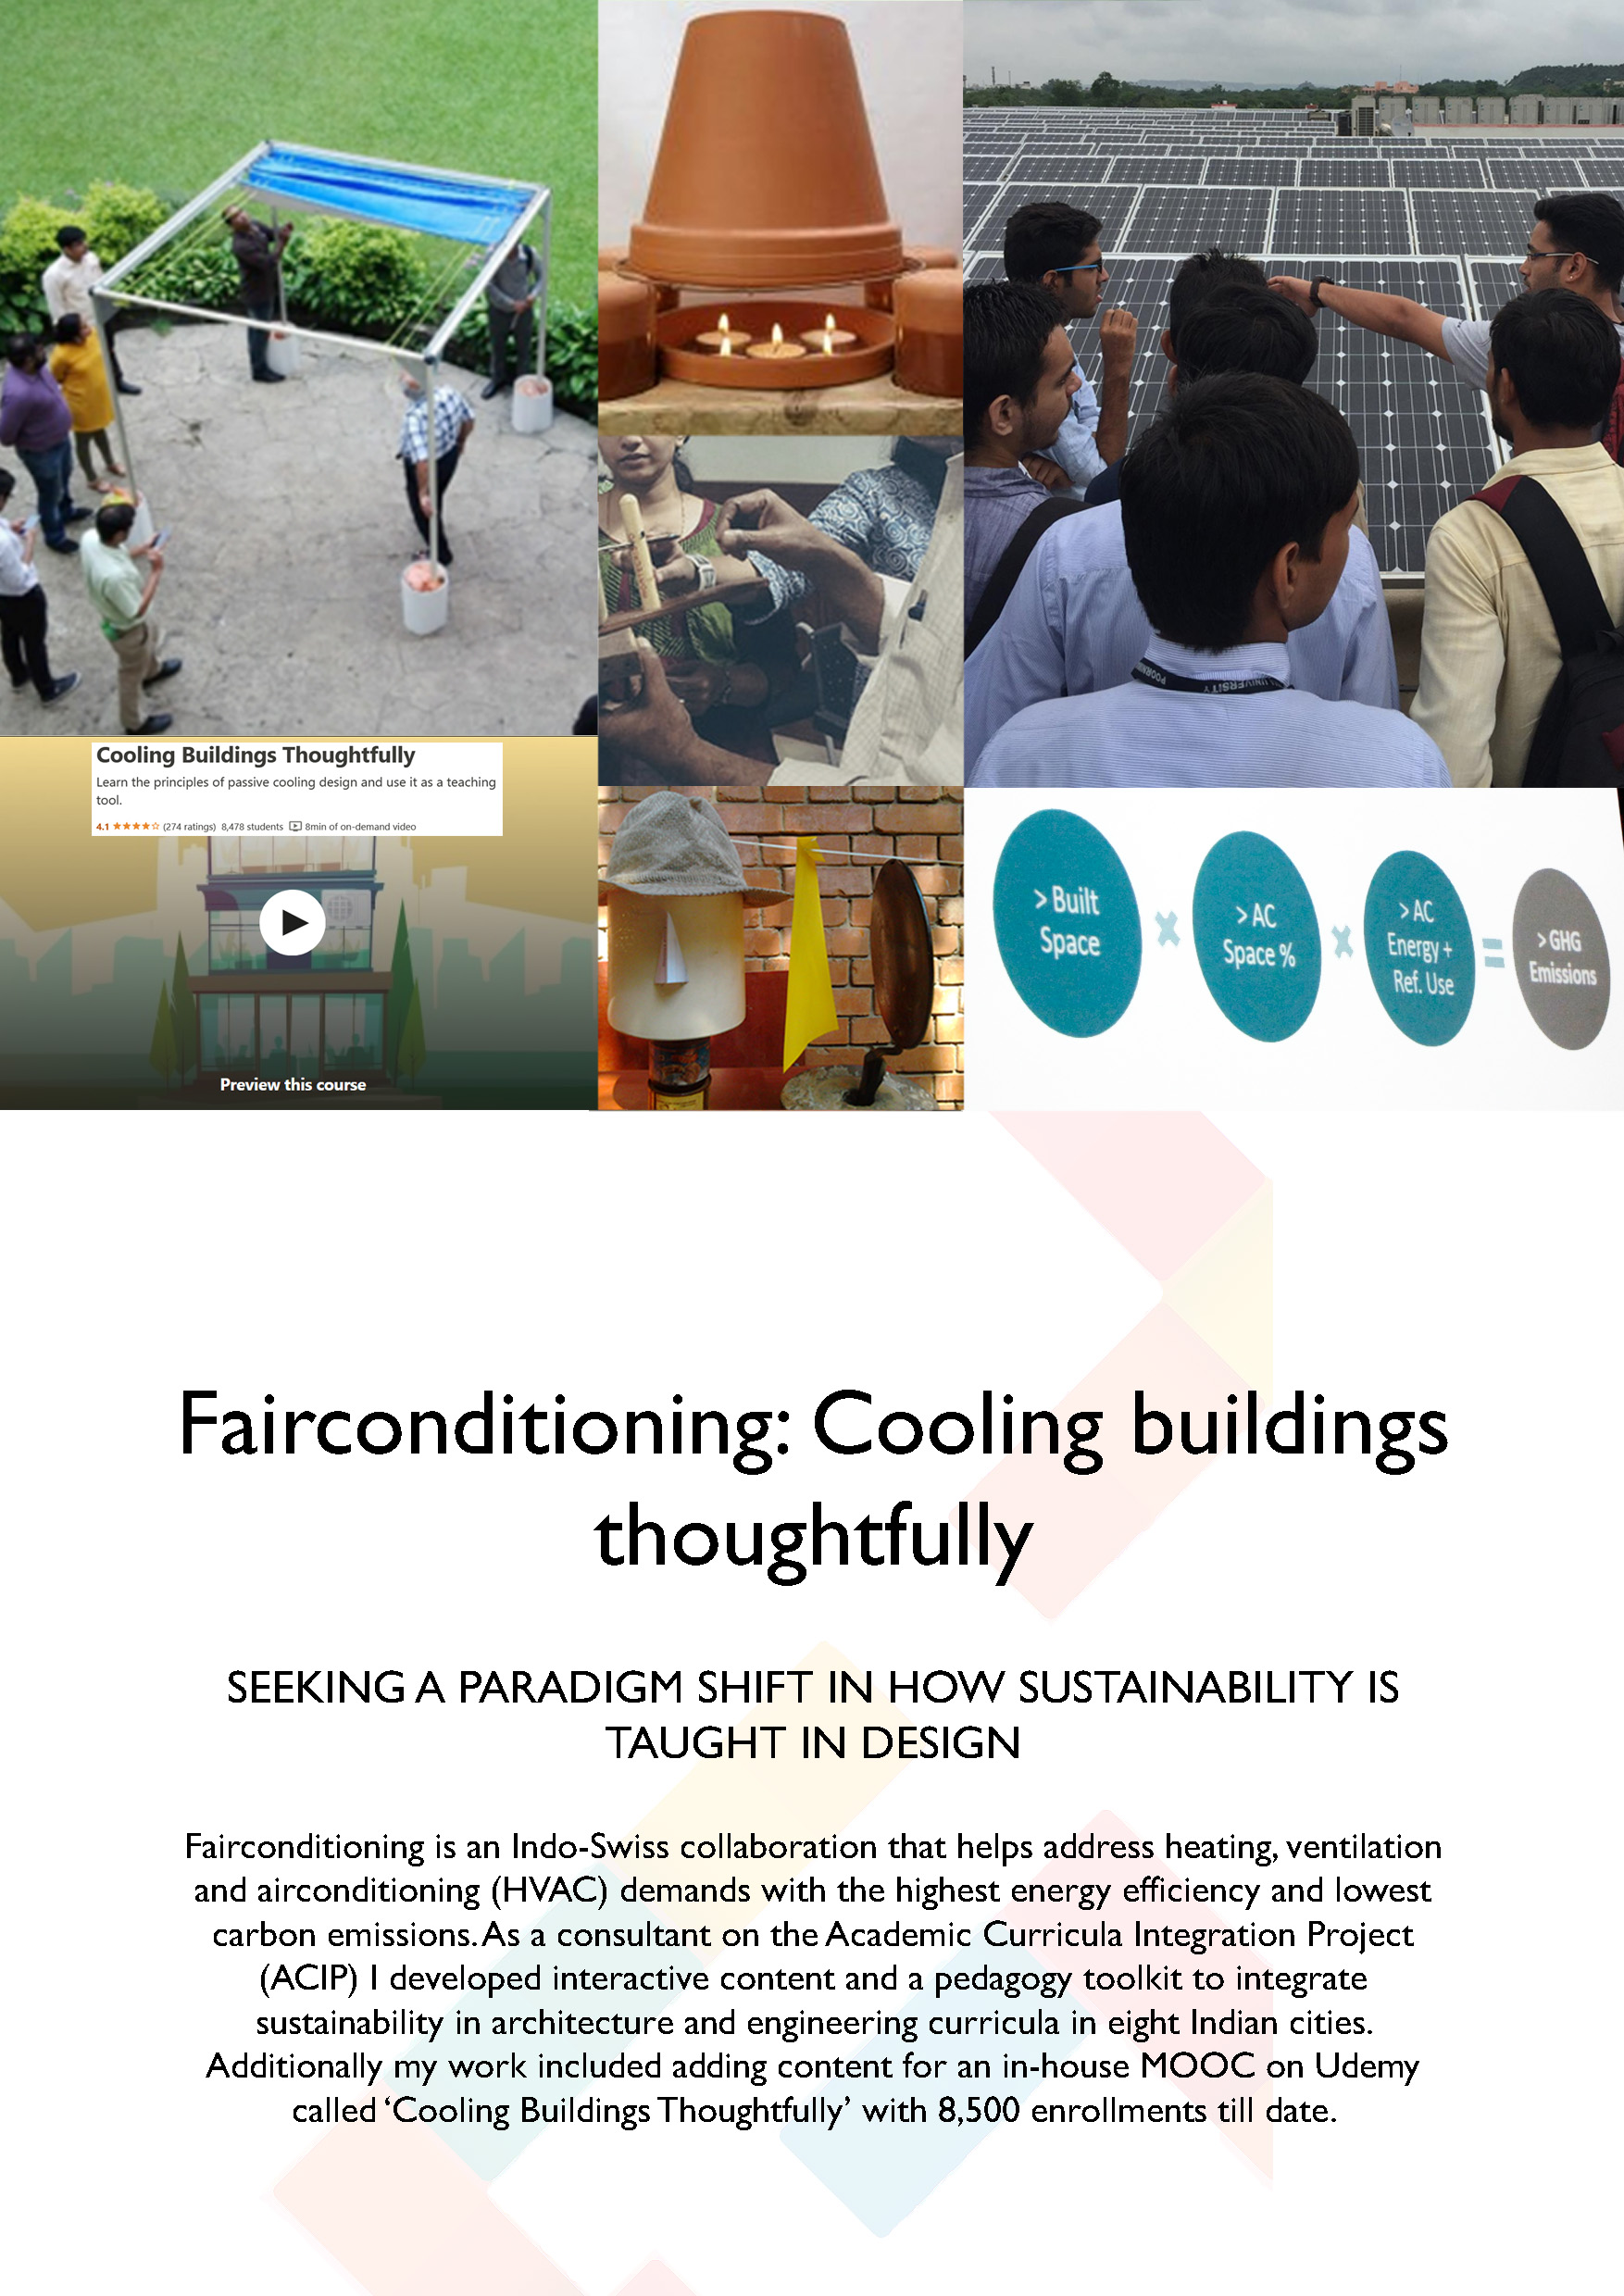 POORNIMA UNIVERSITY
Cooling Buildings Thoughtfully
Learn the principles of passive cooling design and use it as a teaching
tool.
4.1 ★★★★☆ (274 ratings) 8,478 students 8min of on-demand video
Preview this course
> Built
Space
x
> AC
Space %
x
> AC
Energy +
Ref. Use
=
> GHG
Emissions
Fairconditioning: Cooling buildings
thoughtfully
SEEKING A PARADIGM SHIFT IN HOW SUSTAINABILITY IS
TAUGHT IN DESIGN
Fairconditioning is an Indo-Swiss collaboration that helps address heating, ventilation
and airconditioning (HVAC) demands with the highest energy efficiency and lowest
carbon emissions. As a consultant on the Academic Curricula Integration Project
(ACIP) I developed interactive content and a pedagogy toolkit to integrate
sustainability in architecture and engineering curricula in eight Indian cities.
Additionally my work included adding content for an in-house MOOC on Udemy
called ‘Cooling Buildings Thoughtfully’ with 8,500 enrollments till date.